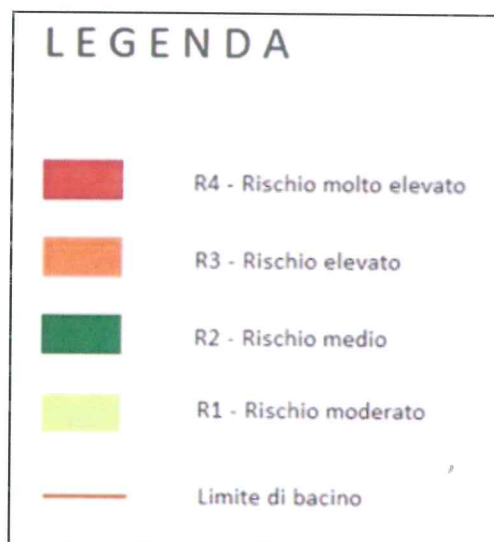 LEGENDA
R4 - Rischio molto elevato
R3 - Rischio elevato
R2 - Rischio medio
R1 - Rischio moderato
Limite di bacino